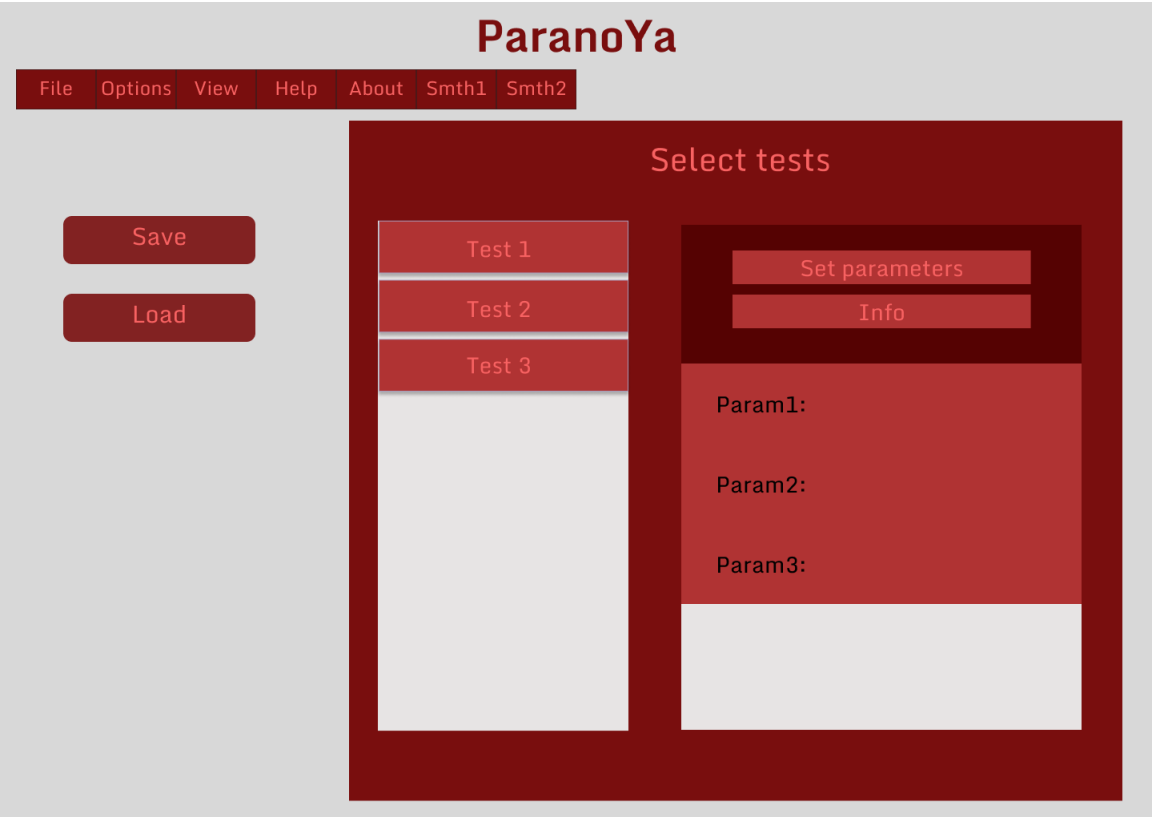 ParanoYa
File Options View Help About Smth1 Smth2
Select tests
Save
Load
Test 1
Test 2
Test 3
Set parameters
Info
Param1:
Param2:
Param3: